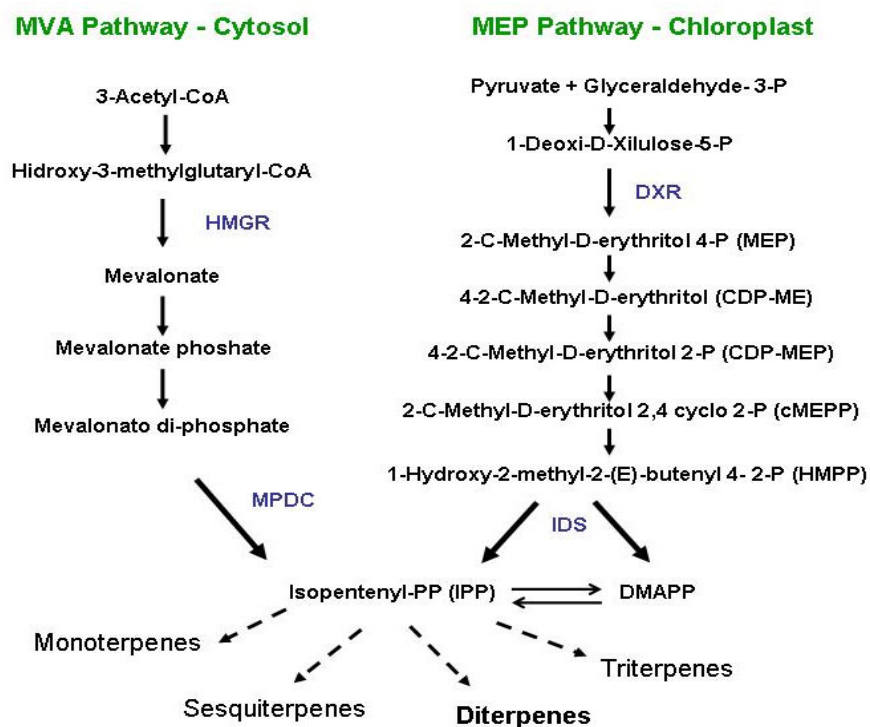 MVA Pathway - Cytosol
3-Acetyl-CoA
Hidroxy-3-methylglutaryl-CoA
HMGR
Mevalonate
Mevalonate phoshate
Mevalonato di-phosphate
MPDC
MEP Pathway - Chloroplast
Pyruvate + Glyceraldehyde- 3-P
1-Deoxi-D-Xilulose-5-P
DXR
2-C-Methyl-D-erythritol 4-P (MEP)
4-2-C-Methyl-D-erythritol (CDP-ME)
4-2-C-Methyl-D-erythritol 2-P (CDP-MEP)
2-C-Methyl-D-erythritol 2,4 cyclo 2-P (cMEPP)
1-Hydroxy-2-methyl-2-(E)-butenyl 4- 2-P (HMPP)
IDS
Isopentenyl-PP (IPP)
DMAPP
Monoterpenes
Sesquiterpenes
Diterpenes
Triterpenes